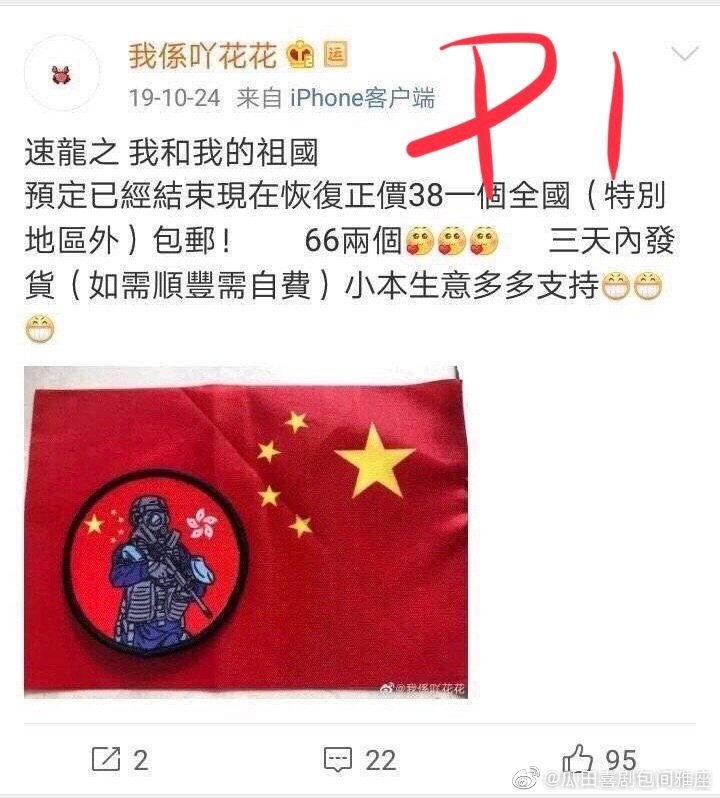 我係吖花花 运
P1
19-10-24 来自 iPhone客户端
速龍之 我和我的祖國
預定已經結束現在恢復正價38一個全國（特別
地區外）包郵！ 66兩個 三天內發
貨（如需順豐需自費）小本生意多多支持
@我係吖花花
2 22 95
@瓜田喜剧包间雅座